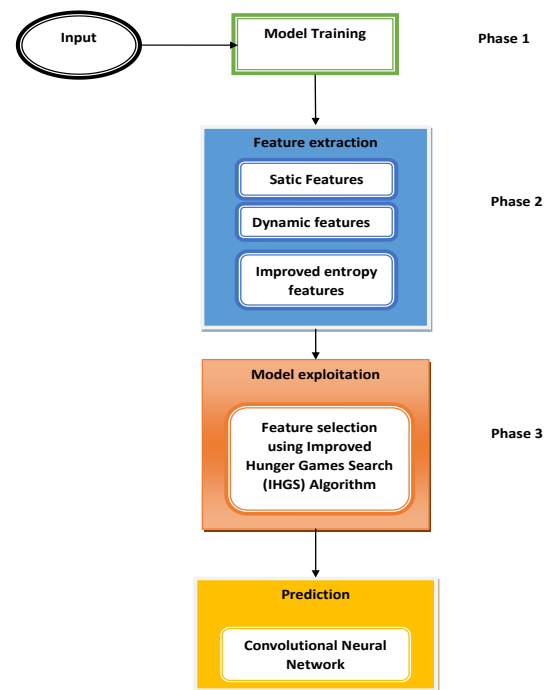 Input
Model Training
Phase 1
Feature extraction
Satic Features
Dynamic features
Improved entropy
features
Phase 2
Model exploitation
Feature selection
using Improved
Hunger Games Search
(IHGS) Algorithm
Phase 3
Prediction
Convolutional Neural
Network